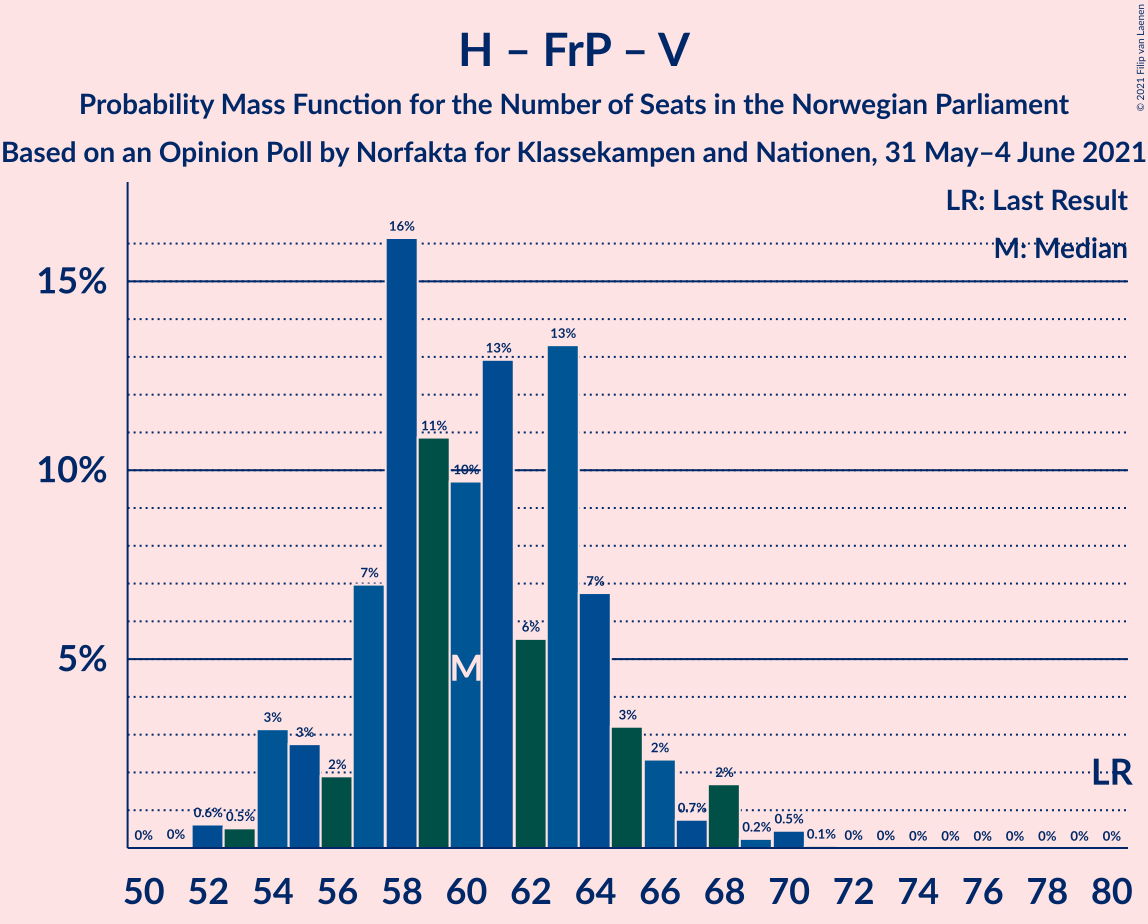 H – FrP – V
Probability Mass Function for the Number of Seats in the Norwegian Parliament
Based on an Opinion Poll by Norfakta for Klassekampen and Nationen, 31 May–4 June 2021
© 2021 Filip van Laenen
LR: Last Result
M: Median
15%
10%
5%
0% 0% 0.6% 0.5% 3% 3% 2% 7% 16% 11% 10% 13% 6% 13% 7% 3% 2% 0.7% 2% 0.2% 0.5% 0.1% 0% 0% 0% 0% 0% 0% 0% 0% 0%
M
LR
50 52 54 56 58 60 62 64 66 68 70 72 74 76 78 80